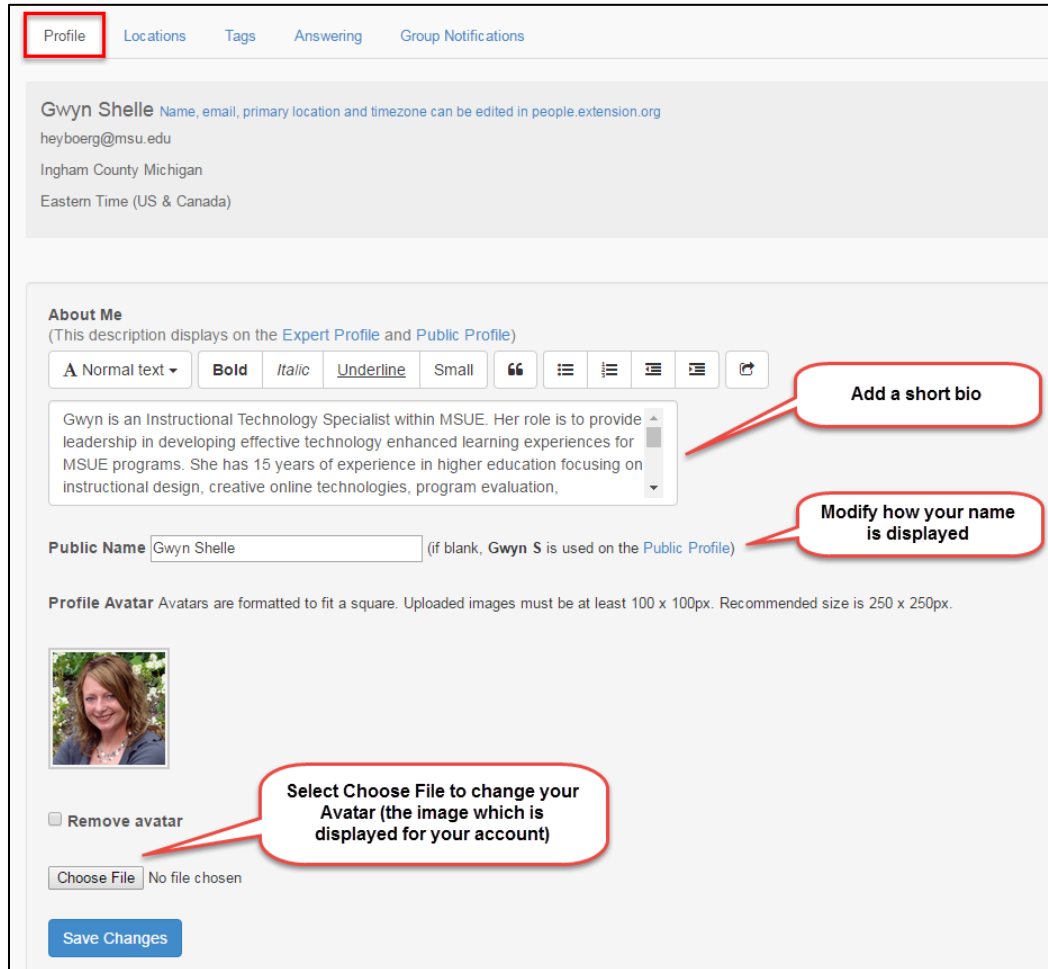 Profile Locations Tags Answering Group Notifications
Gwyn Shelle Name, email, primary location and timezone can be edited in people.extension.org
heyboerg@msu.edu
Ingham County Michigan
Eastern Time (US & Canada)
About Me
(This description displays on the Expert Profile and Public Profile)
A Normal text Bold Italic Underline Small
Add a short bio
Gwyn is an Instructional Technology Specialist within MSUE. Her role is to provide
leadership in developing effective technology enhanced learning experiences for
MSUE programs. She has 15 years of experience in higher education focusing on
instructional design, creative online technologies, program evaluation,
Modify how your name
is displayed
Public Name Gwyn Shelle (if blank, Gwyn S is used on the Public Profile)
Profile Avatar Avatars are formatted to fit a square. Uploaded images must be at least 100 x 100px. Recommended size is 250 x 250px.
Select Choose File to change your
Avatar (the image which is
displayed for your account)
Remove avatar
Choose File No file chosen
Save Changes